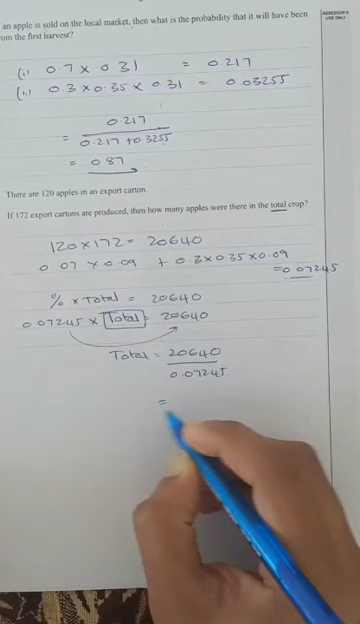 an apple is sold on the local market, then what is the probability that it will have been
om the first harvest?
ASSESSOR'S
USE ONLY
(i) 0.7 × 0.31 = 0.217
(ii) 0.3 × 0.35 × 0.31 = 0.03255
0.217
= 0.217 + 0.3255
= 0.87
There are 120 apples in an export carton.
If 172 export cartons are produced, then how many apples were there in the total crop?
120 × 172 = 20640
0.07 × 0.09 + 0.3 × 0.35 × 0.09
= 0.07245
% × Total = 20640
0.07245 × Total = 20640
Total = 20640
0.07245
=